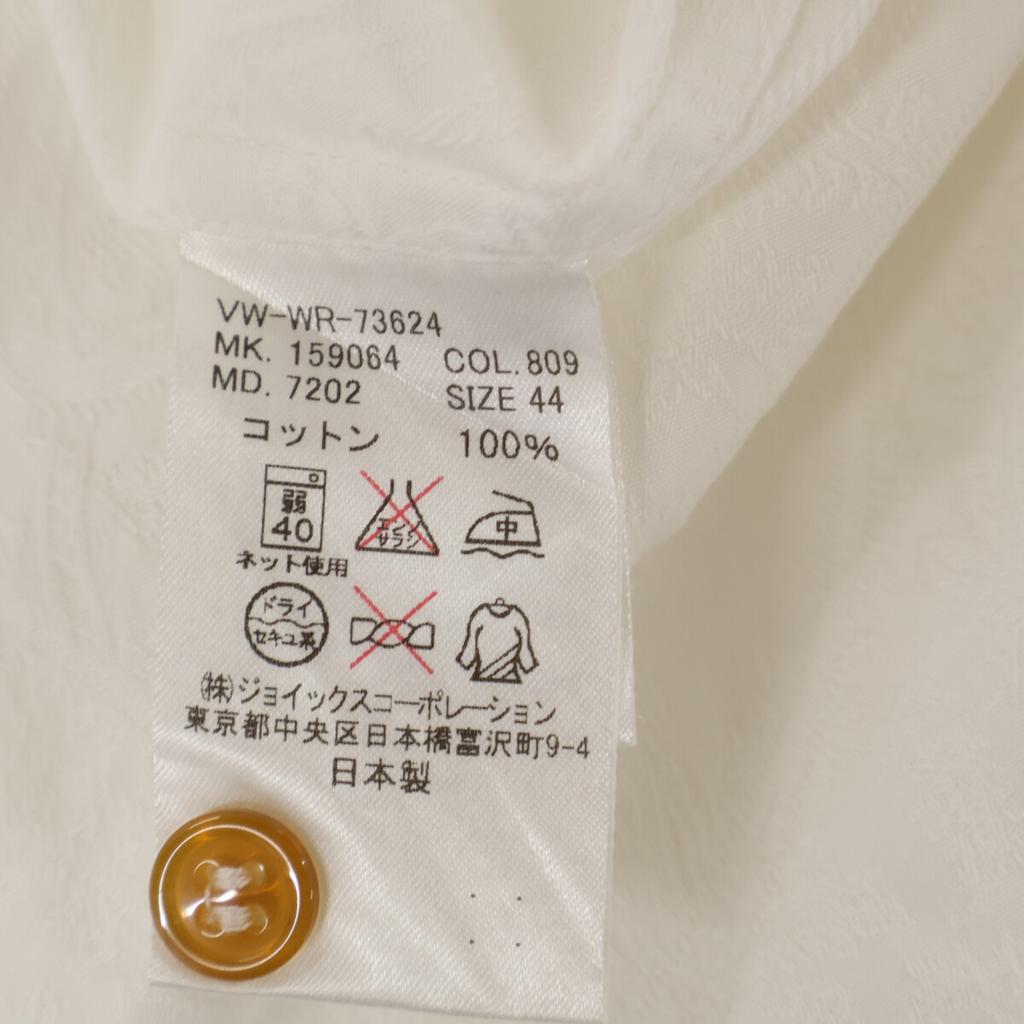 VW-WR-73624
MK. 159064 COL. 809
MD. 7202 SIZE 44
コットン 100%
弱
40
エンソ
サラシ
中
ネット使用
ドライ
セキユ系
㈱ジョイックスコーポレーション
東京都中央区日本橋富沢町9-4
日本製